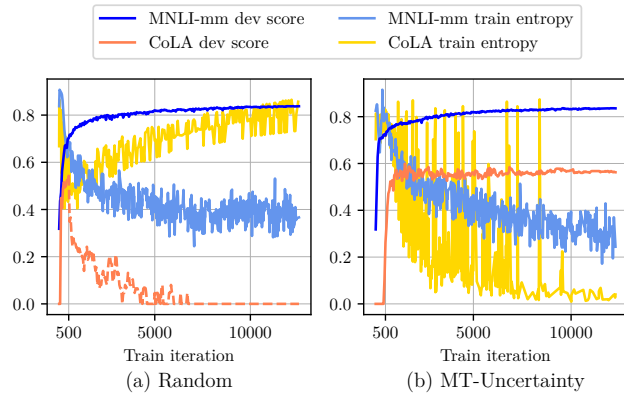 MNLI-mm dev score MNLI-mm train entropy
CoLA dev score CoLA train entropy
0.8 0.8
0.6 0.6
0.4 0.4
0.2 0.2
0.0 0.0
500 5000 10000 500 5000 10000
Train iteration Train iteration
(a) Random (b) MT-Uncertainty